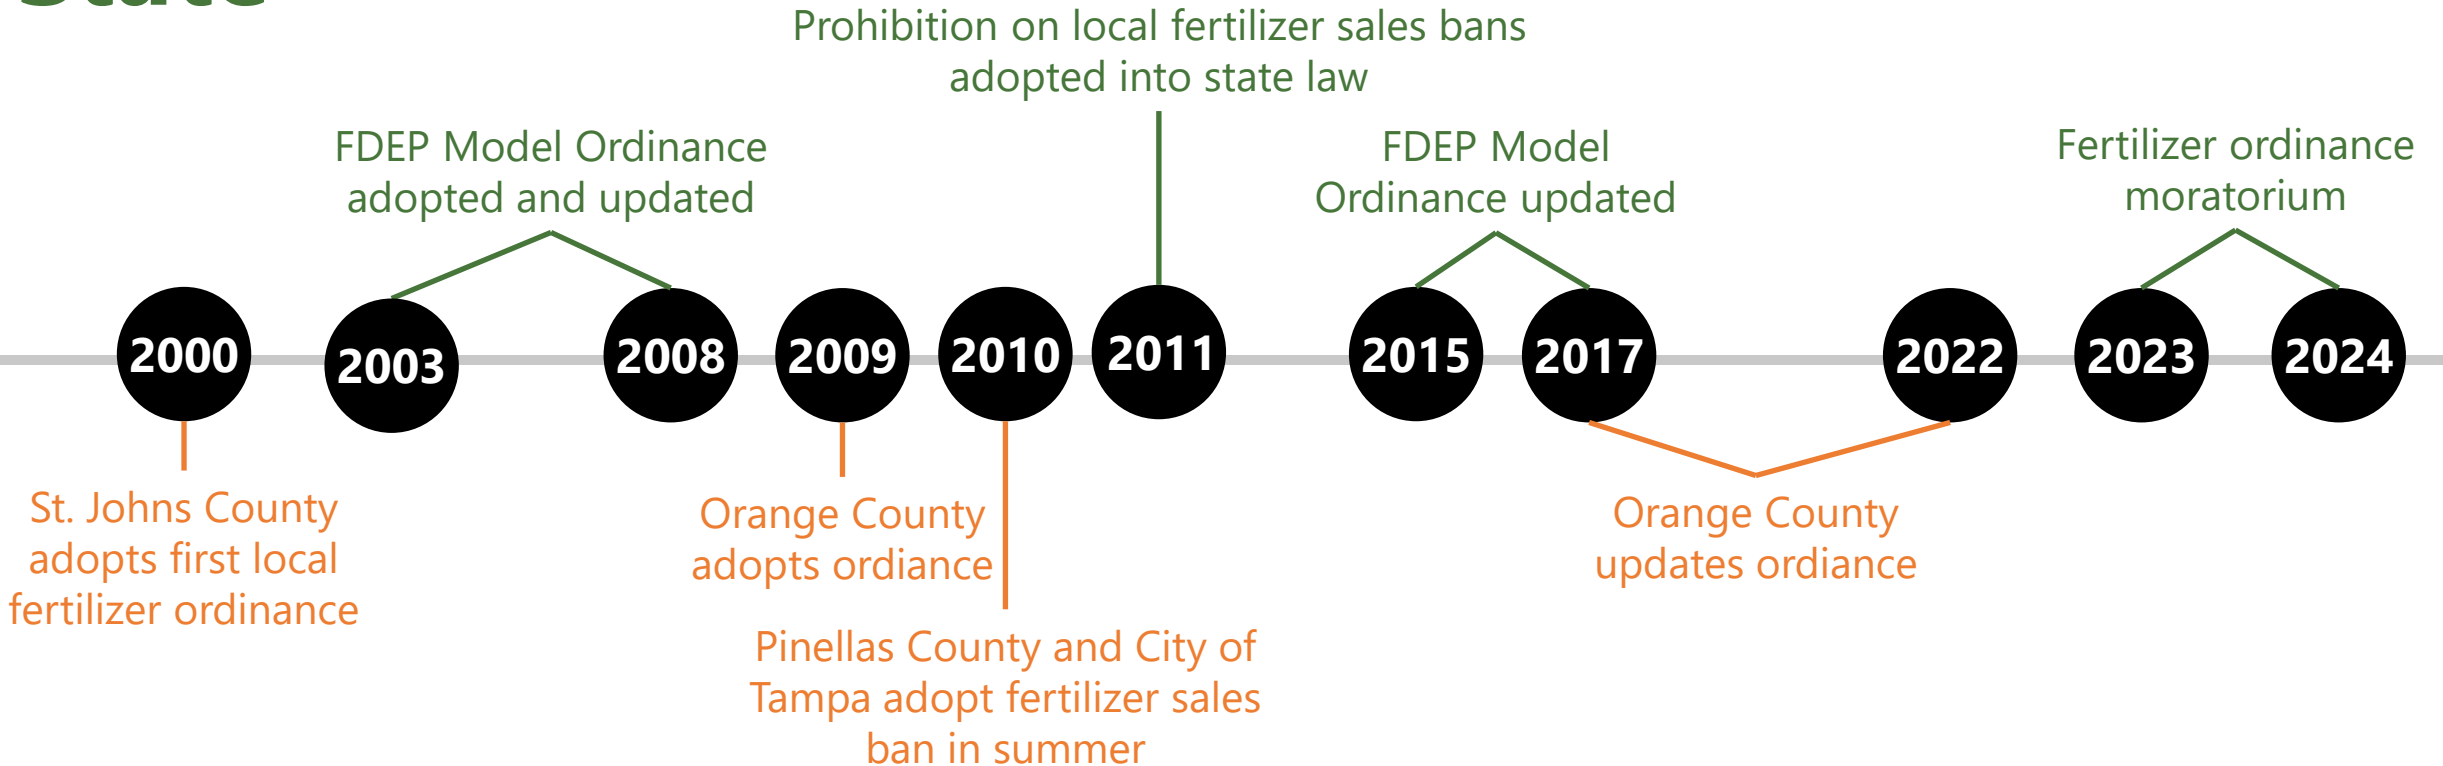 Prohibition on local fertilizer sales bans
adopted into state law
FDEP Model Ordinance
adopted and updated
FDEP Model
Ordinance updated
Fertilizer ordinance
moratorium
2000
2003
2008
2009
2010
2011
2015
2017
2022
2023
2024
St. Johns County
adopts first local
fertilizer ordinance
Orange County
adopts ordiance
Pinellas County and City of
Tampa adopt fertilizer sales
ban in summer
Orange County
updates ordiance